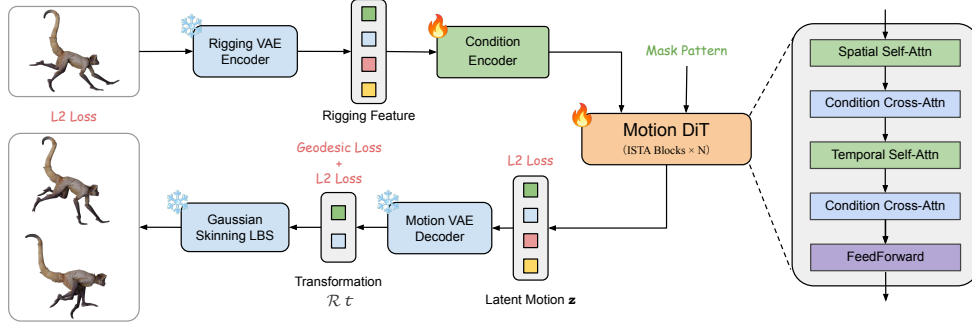 Rigging VAE
Encoder
Rigging Feature
Condition
Encoder
Mask Pattern
Motion DiT
(ISTA Blocks × N)
Spatial Self-Attn
Condition Cross-Attn
Temporal Self-Attn
Condition Cross-Attn
FeedForward
L2 Loss
Geodesic Loss
+
L2 Loss
L2 Loss
Gaussian
Skinning LBS
Transformation
ℛ t
Motion VAE
Decoder
Latent Motion z